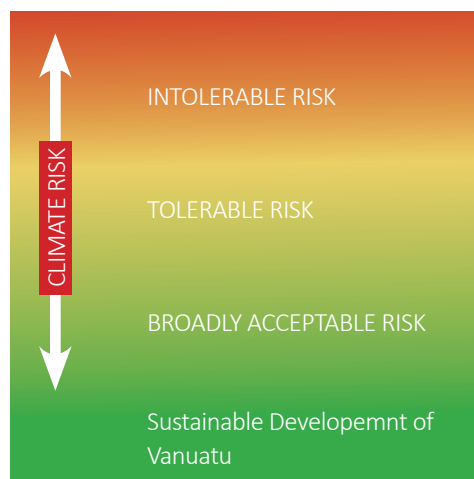 INTOLERABLE RISK
CLIMATE RISK
TOLERABLE RISK
BROADLY ACCEPTABLE RISK
Sustainable Developemnt of
Vanuatu